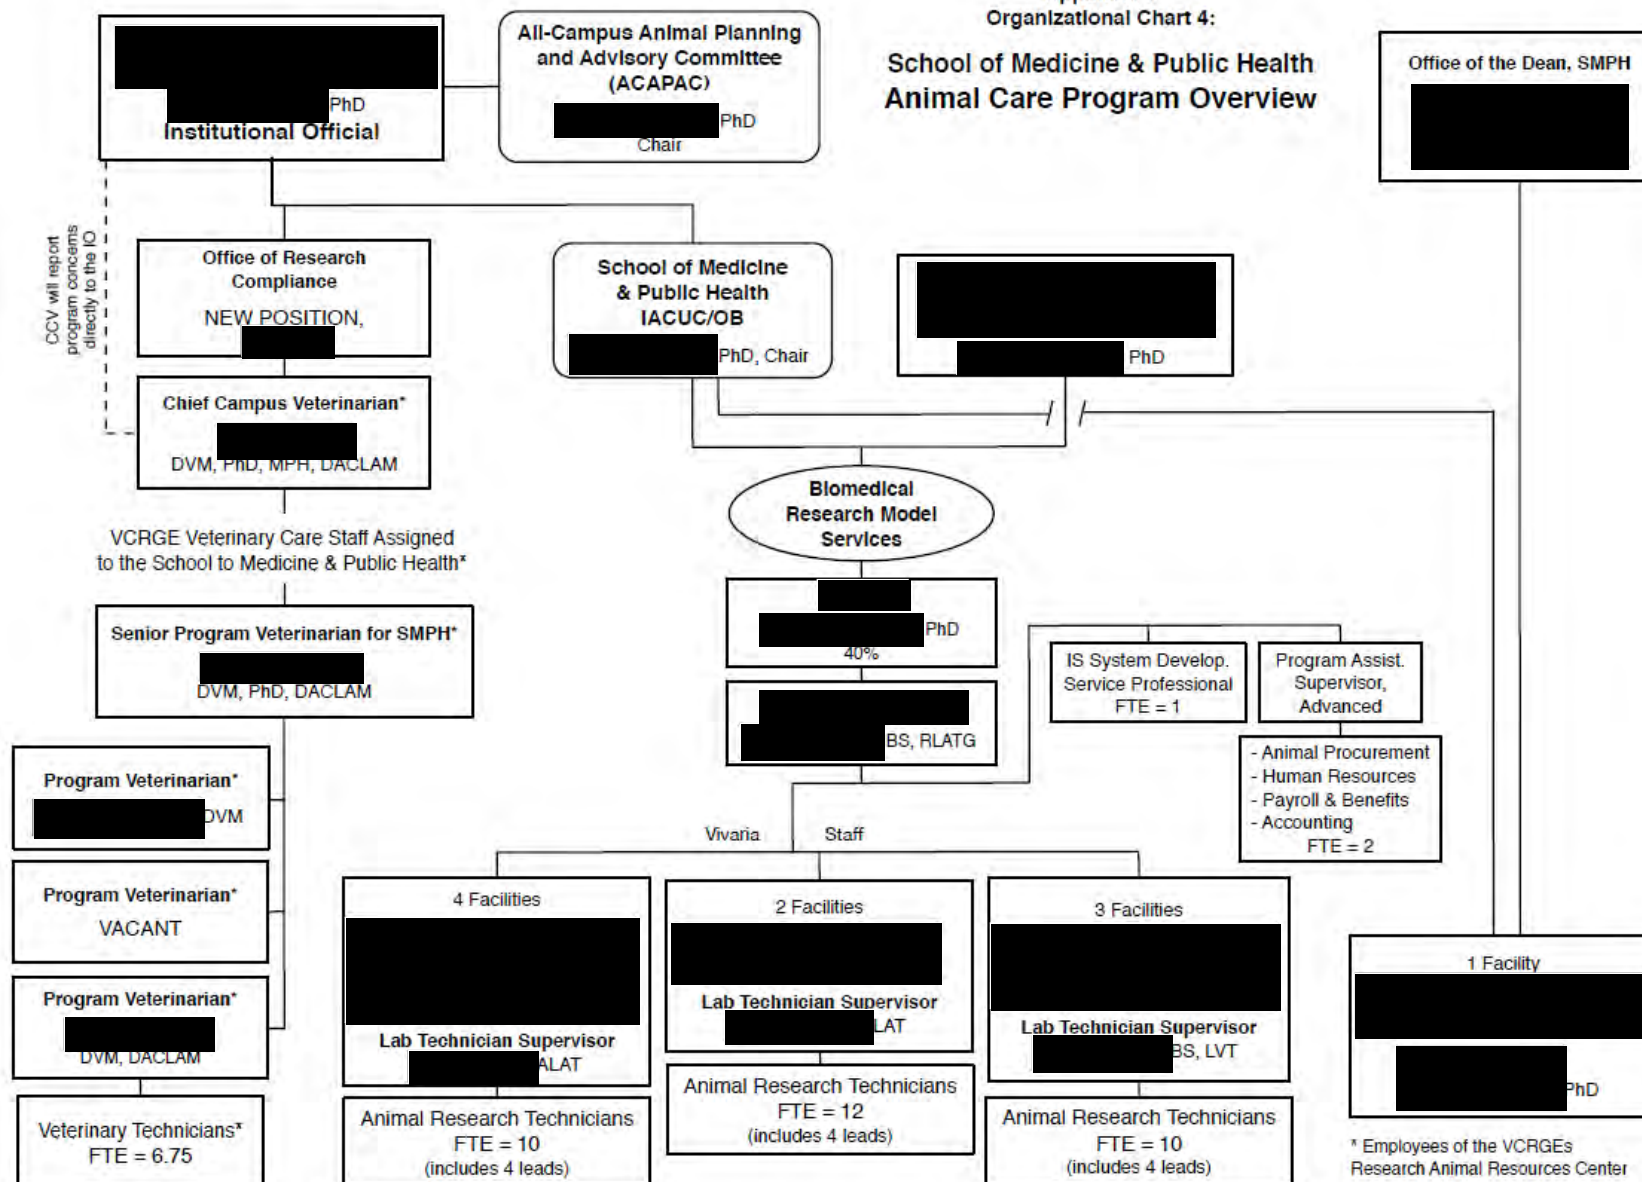 Organizational Chart 4:
School of Medicine & Public Health
Animal Care Program Overview
PhD
Institutional Official
All-Campus Animal Planning
and Advisory Committee
(ACAPAC)
PhD
Chair
Office of the Dean, SMPH
CCV will report
program concerns
directly to the IO
Office of Research
Compliance
NEW POSITION,
School of Medicine
& Public Health
IACUC/OB
PhD, Chair
PhD
Chief Campus Veterinarian*
DVM, PhD, MPH, DACLAM
VCRGE Veterinary Care Staff Assigned
to the School to Medicine & Public Health*
Biomedical
Research Model
Services
Senior Program Veterinarian for SMPH*
DVM, PhD, DACLAM
PhD
40%
BS, RLATG
IS System Develop.
Service Professional
FTE = 1
Program Assist.
Supervisor,
Advanced
- Animal Procurement
- Human Resources
- Payroll & Benefits
- Accounting
FTE = 2
Program Veterinarian*
DVM
Program Veterinarian*
VACANT
Program Veterinarian*
DVM, DACLAM
Veterinary Technicians*
FTE = 6.75
Vivaria Staff
4 Facilities
Lab Technician Supervisor
ALAT
Animal Research Technicians
FTE = 10
(includes 4 leads)
2 Facilities
Lab Technician Supervisor
LAT
Animal Research Technicians
FTE = 12
(includes 4 leads)
3 Facilities
Lab Technician Supervisor
BS, LVT
Animal Research Technicians
FTE = 10
(includes 4 leads)
1 Facility
PhD
* Employees of the VCRGEs
Research Animal Resources Center